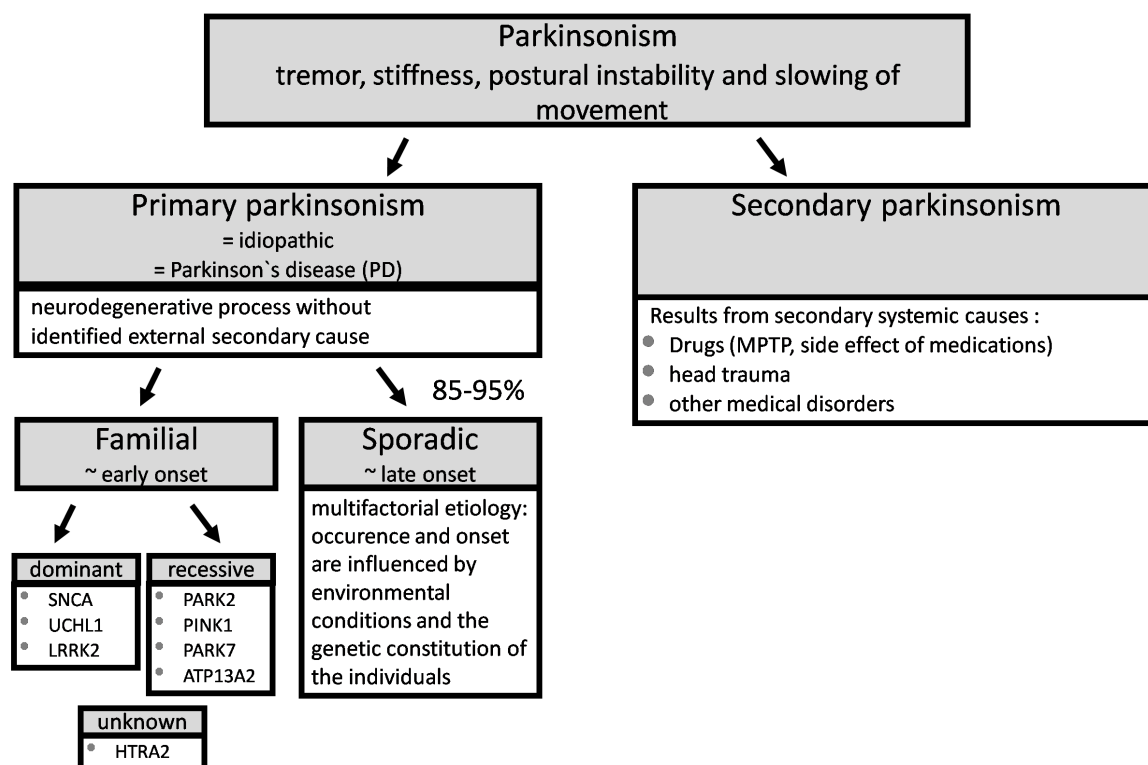 Parkinsonism
tremor, stiffness, postural instability and slowing of
movement
Primary parkinsonism
= idiopathic
= Parkinson`s disease (PD)
neurodegenerative process without
identified external secondary cause
Secondary parkinsonism
Results from secondary systemic causes :
Drugs (MPTP, side effect of medications)
head trauma
other medical disorders
85-95%
Familial
~ early onset
Sporadic
~ late onset
multifactorial etiology:
occurence and onset
are influenced by
environmental
conditions and the
genetic constitution of
the individuals
dominant
SNCA
UCHL1
LRRK2
recessive
PARK2
PINK1
PARK7
ATP13A2
unknown
HTRA2